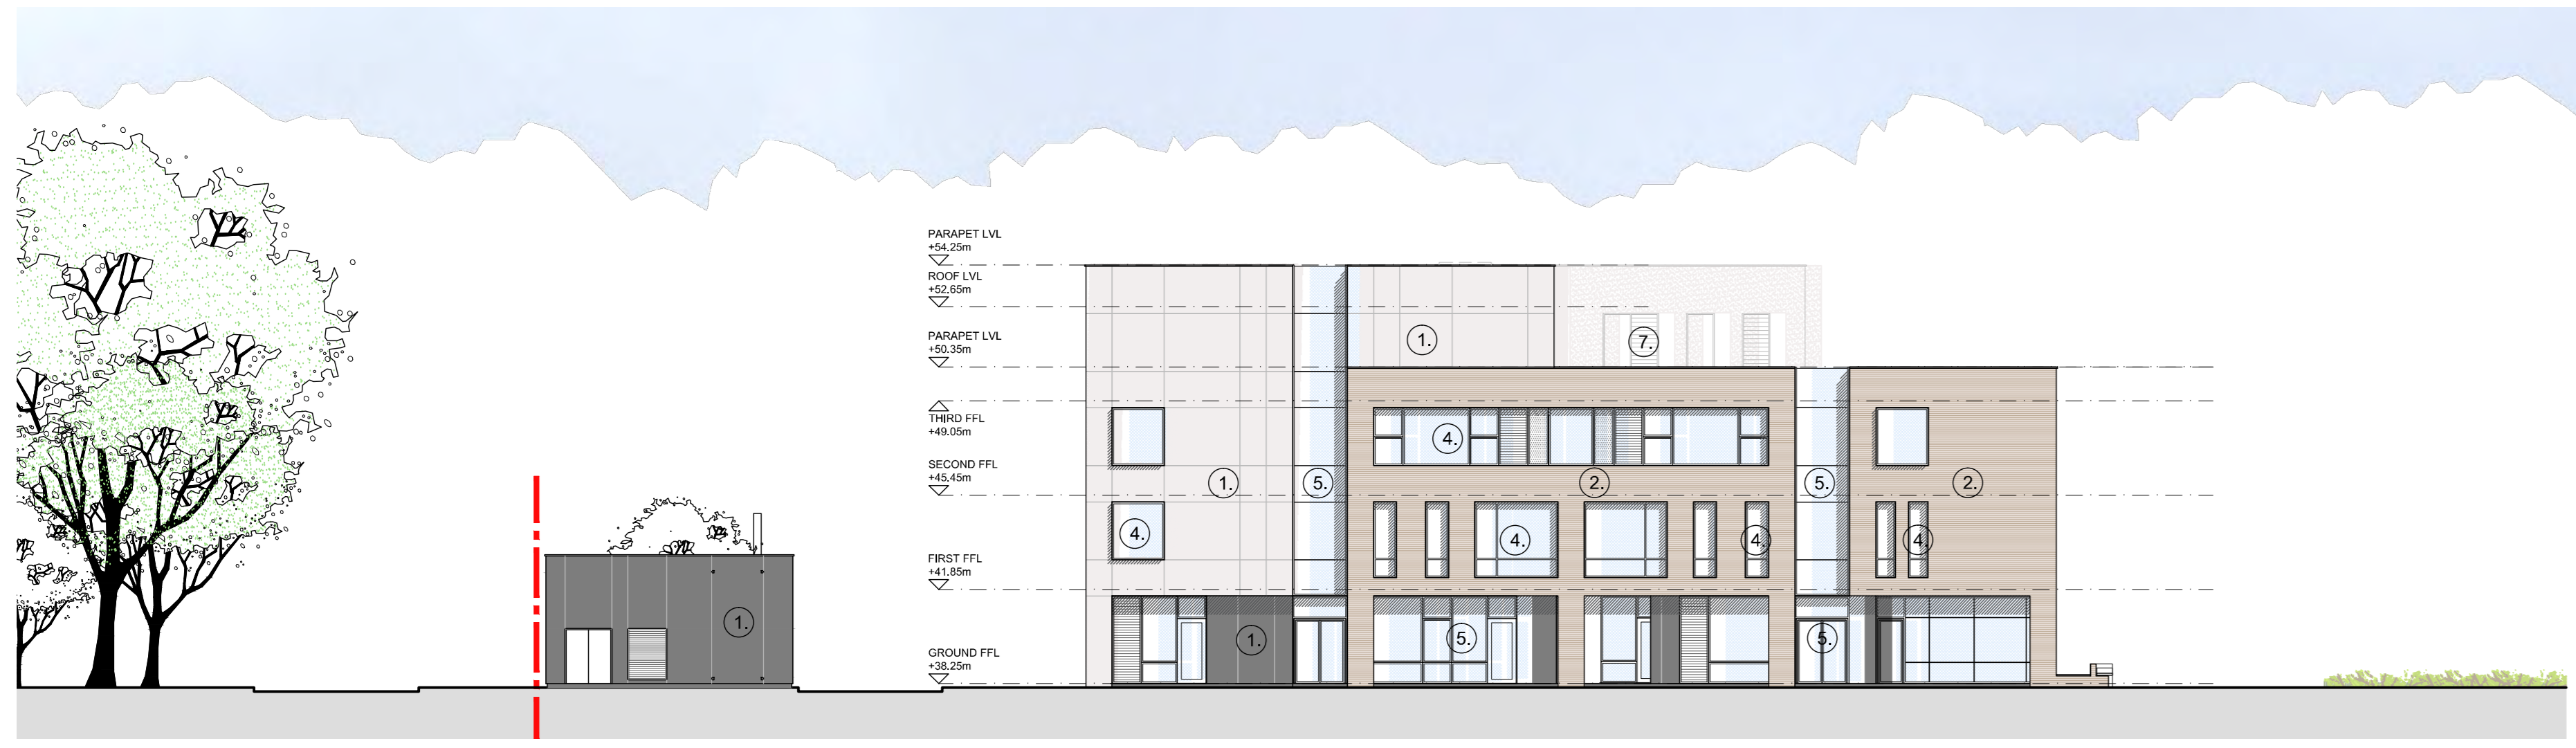 PARAPET LVL
+54.25m
ROOF LVL
+52.65m
PARAPET LVL
+50.35m
THIRD FFL
+49.05m
SECOND FFL
+45.45m
FIRST FFL
+41.85m
GROUND FFL
+38.25m
1.
7.
4.
1.
5.
2.
5.
2.
4.
4.
4.
4.
1.
1.
5.
5.